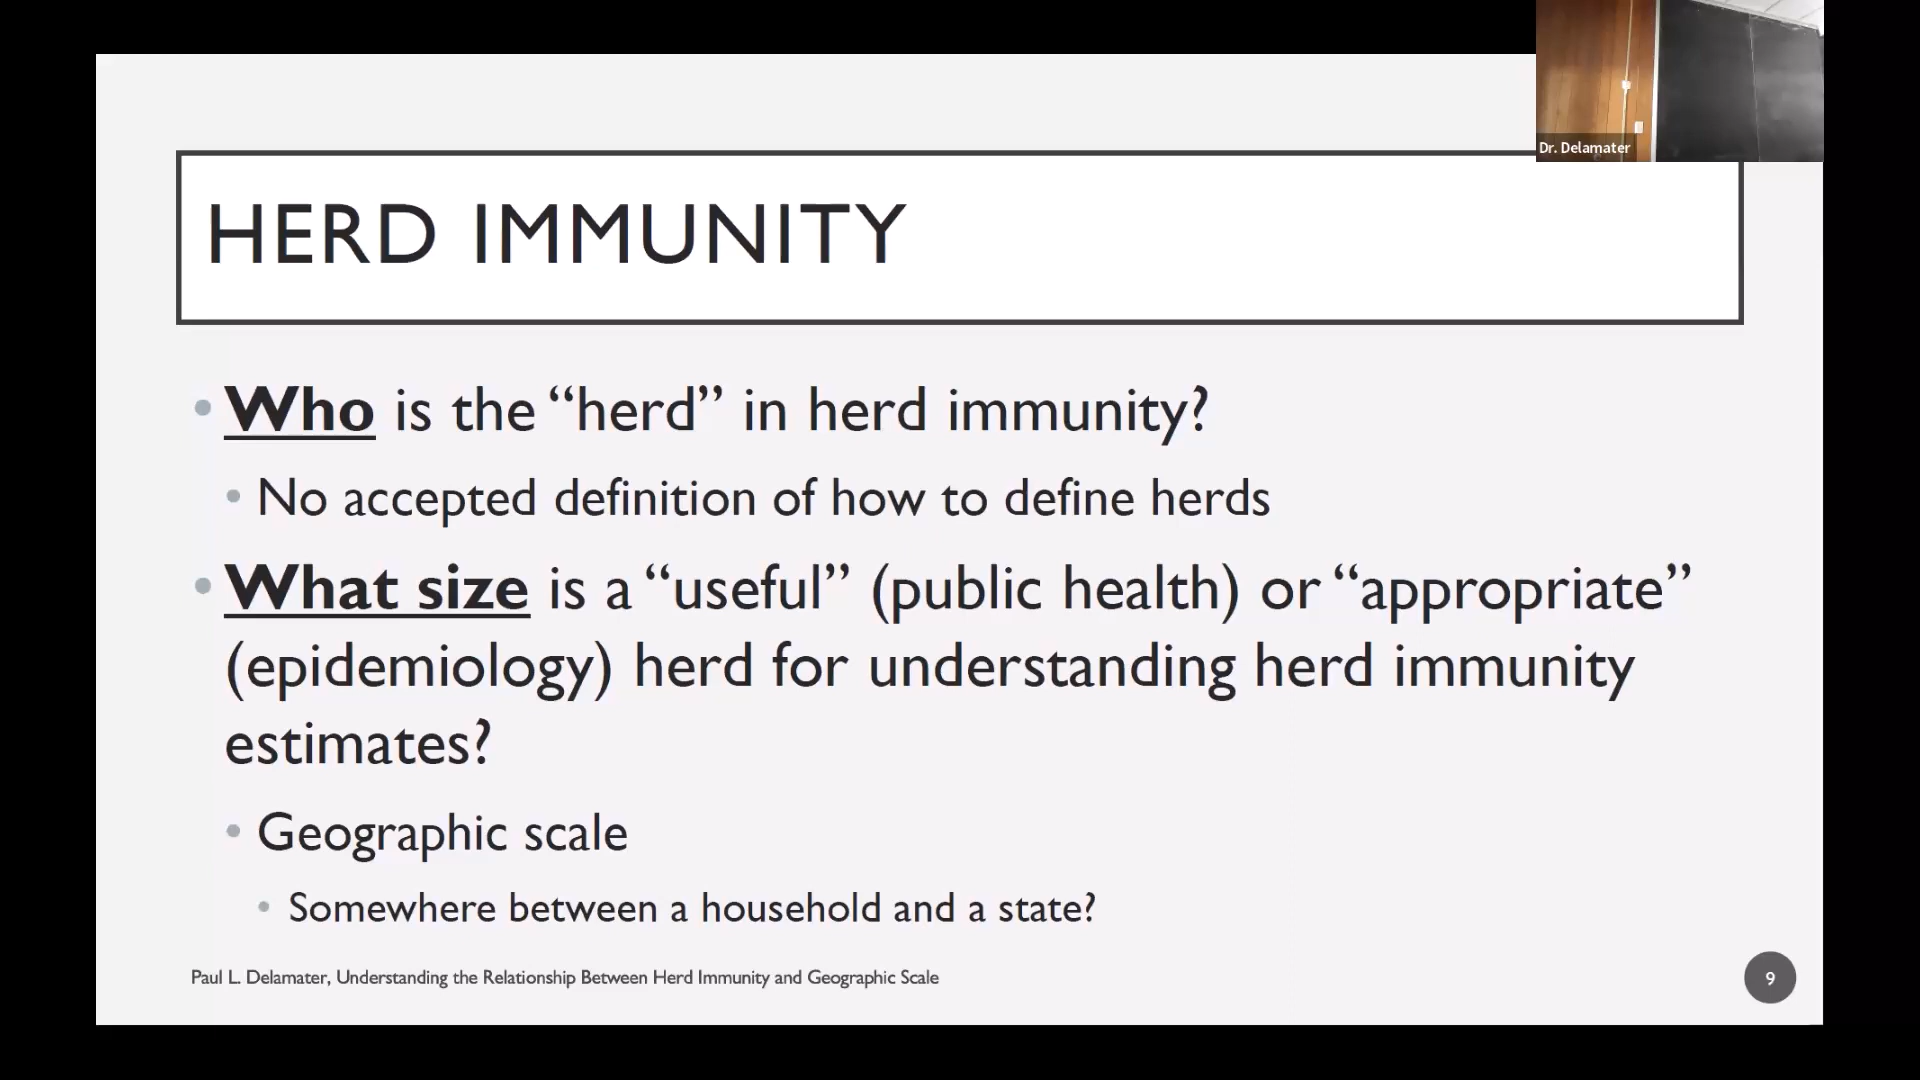 Dr. Delamater
HERD IMMUNITY
Who is the “herd” in herd immunity?
No accepted definition of how to define herds
What size is a “useful” (public health) or “appropriate”
(epidemiology) herd for understanding herd immunity
estimates?
Geographic scale
Somewhere between a household and a state?
Paul L. Delamater, Understanding the Relationship Between Herd Immunity and Geographic Scale
9